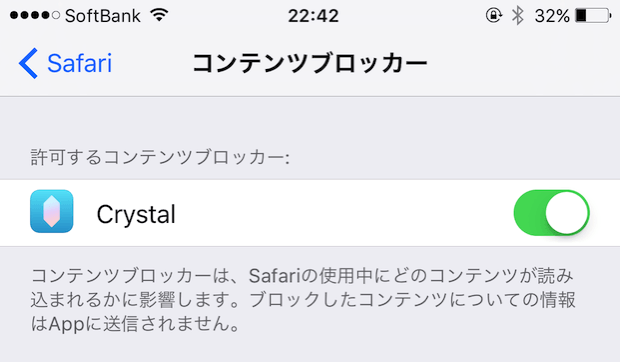 SoftBank 22:42 32%
Safari コンテンツブロッカー
許可するコンテンツブロッカー:
Crystal
コンテンツブロッカーは、Safariの使用中にどのコンテンツが読み
込まれるかに影響します。ブロックしたコンテンツについての情報
はAppに送信されません。